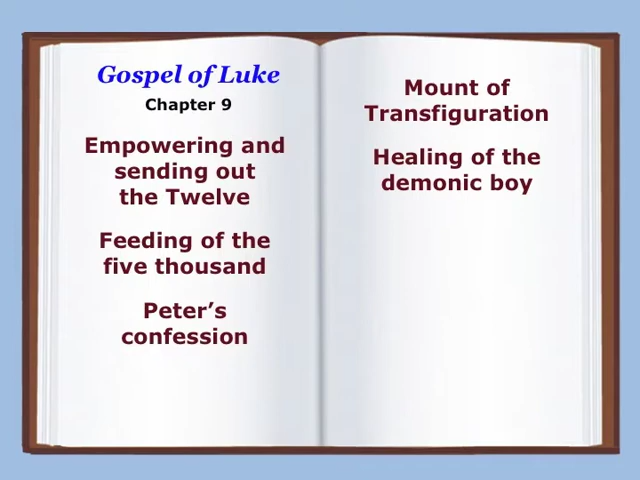 Gospel of Luke
Chapter 9
Empowering and
sending out
the Twelve
Feeding of the
five thousand
Peter’s
confession
Mount of
Transfiguration
Healing of the
demonic boy